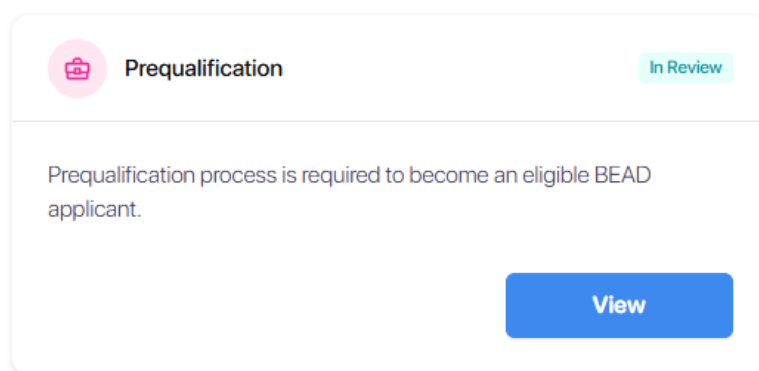 Prequalification
In Review
Prequalification process is required to become an eligible BEAD
applicant.
View